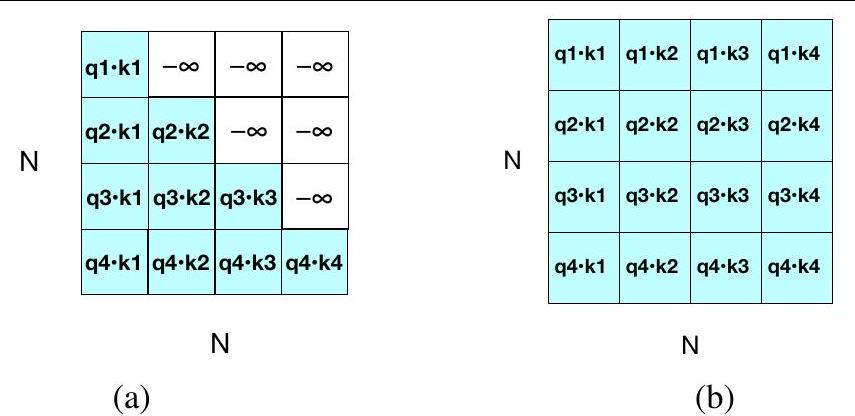 q1•k1 −∞ −∞ −∞
q2•k1 q2•k2 −∞ −∞
q3•k1 q3•k2 q3•k3 −∞
q4•k1 q4•k2 q4•k3 q4•k4
N
N
(a)
q1•k1 q1•k2 q1•k3 q1•k4
q2•k1 q2•k2 q2•k3 q2•k4
q3•k1 q3•k2 q3•k3 q3•k4
q4•k1 q4•k2 q4•k3 q4•k4
N
N
(b)